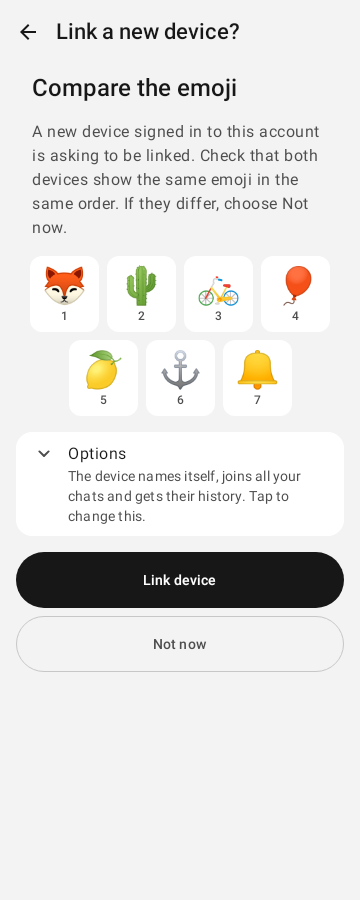 Link a new device?
Compare the emoji
A new device signed in to this account
is asking to be linked. Check that both
devices show the same emoji in the
same order. If they differ, choose Not
now.
1
2
3
4
5
6
7
Options
The device names itself, joins all your
chats and gets their history. Tap to
change this.
Link device
Not now